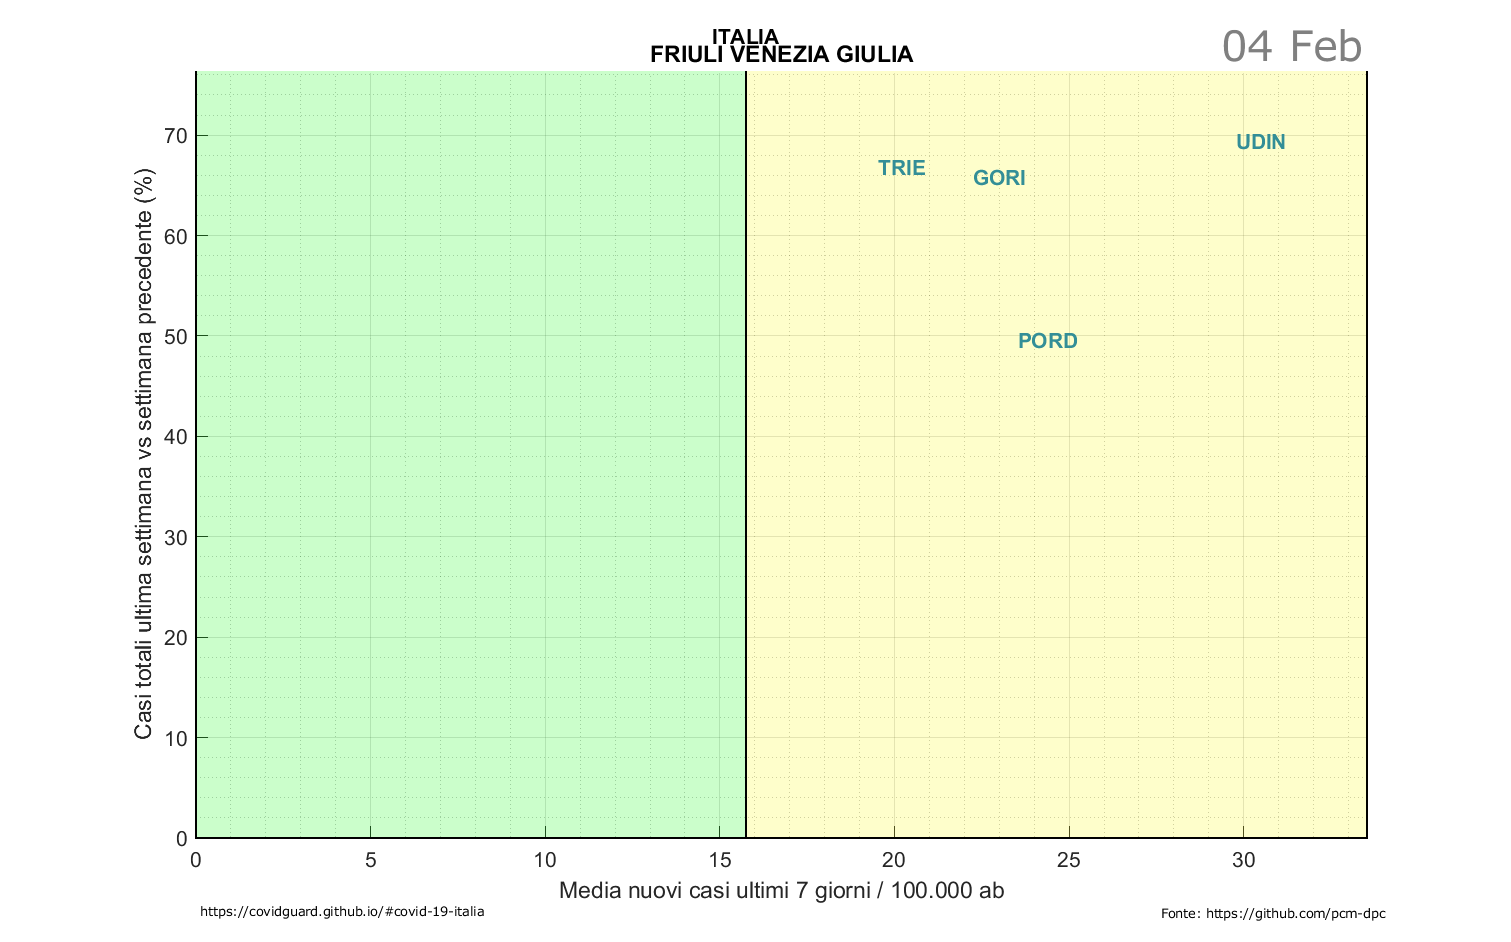 ITALIA
FRIULI VENEZIA GIULIA
04 Feb
Casi totali ultima settimana vs settimana precedente (%)
70
60
50
40
30
20
10
0
UDIN
TRIE
GORI
PORD
0 5 10 15 20 25 30
Media nuovi casi ultimi 7 giorni / 100.000 ab
https://covidguard.github.io/#covid-19-italia
Fonte: https://github.com/pcm-dpc